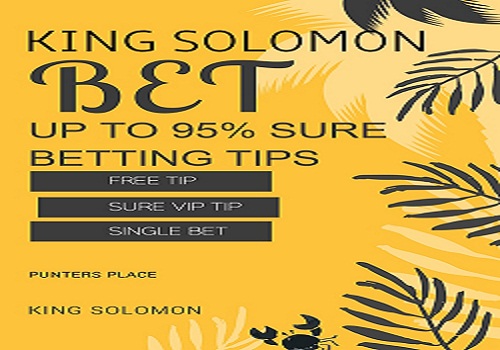 KING SOLOMON
BET
UP TO 95% SURE
BETTING TIPS
FREE TIP
SURE VIP TIP
SINGLE BET
PUNTERS PLACE
KING SOLOMON